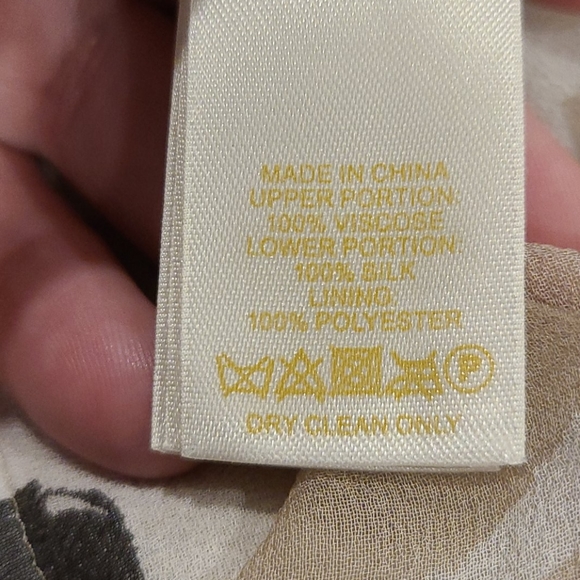 MADE IN CHINA
UPPER PORTION:
100% VISCOSE
LOWER PORTION:
100% SILK
LINING:
100% POLYESTER
P
DRY CLEAN ONLY